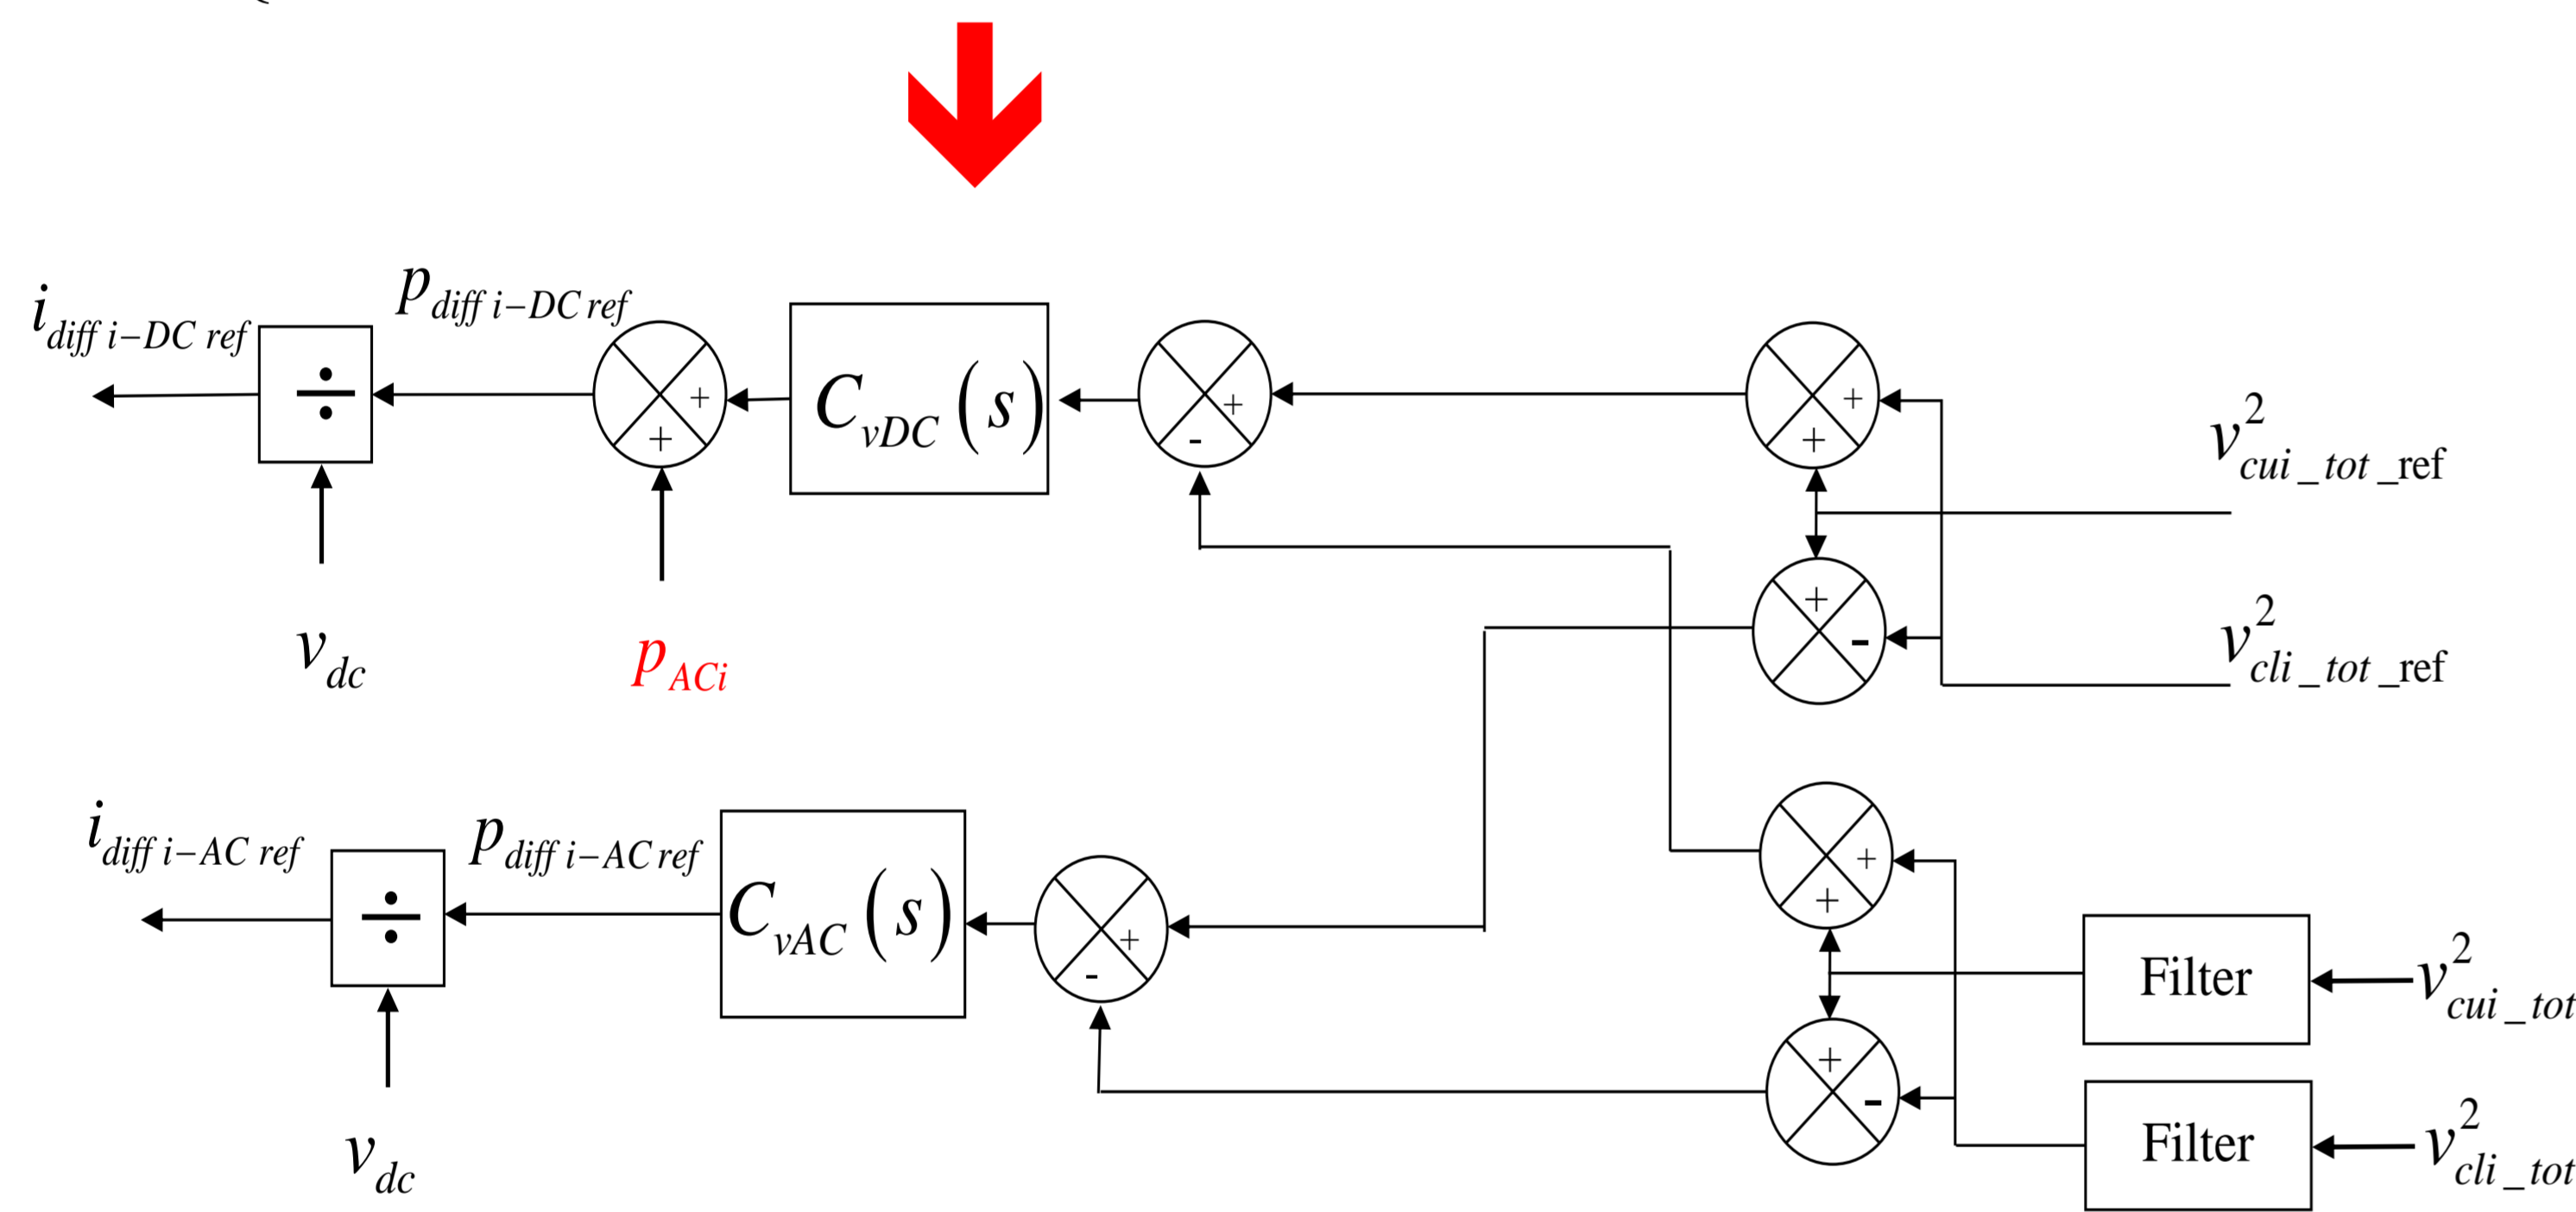 i_diff i−DC ref
÷
p_diff i−DC ref
+
+
C_vDC (s)
+
-
+
+
v²_cui_tot_ref
v_dc
p_ACi
+
-
v²_cli_tot_ref
i_diff i−AC ref
÷
p_diff i−AC ref
C_vAC (s)
+
-
+
+
Filter
v²_cui_tot
v_dc
+
-
Filter
v²_cli_tot